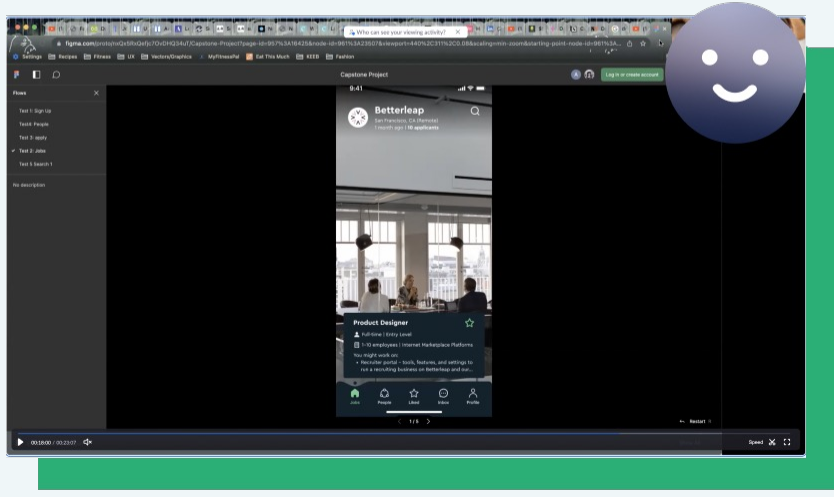 Who can see your viewing activity?
Settings Recipes Fitness UX Vectors/Graphics MyFitnessPal Eat This Much KEEB Fashion
Capstone Project
Log in or create account
Flows
Test 1: Sign Up
Test4: People
Test 3: apply
Test 2: Jobs
Test 5 Search 1
No description
9:41
Betterleap
San Francisco, CA (Remote)
1 month ago | 10 applicants
Product Designer
Full-time | Entry Level
1-10 employees | Internet Marketplace Platforms
You might work on:
• Recruiter portal - tools, features, and settings to
run a recruiting business on Betterleap and our...
Jobs People Liked Inbox Profile
1 / 5
Restart
00:18:00 / 00:23:07
Speed